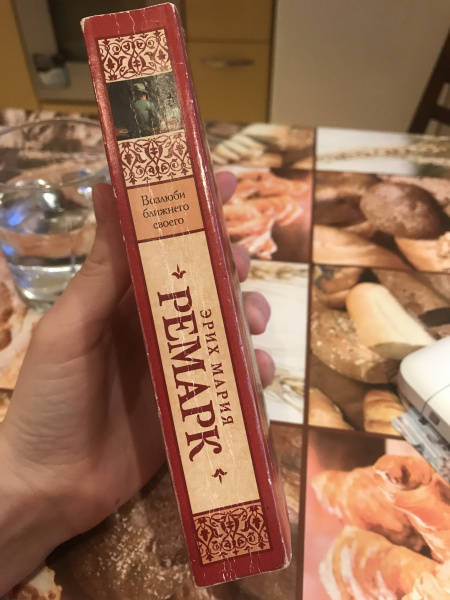 Возлюби
ближнего
своего
ЭРИХ МАРИЯ
РЕМАРК